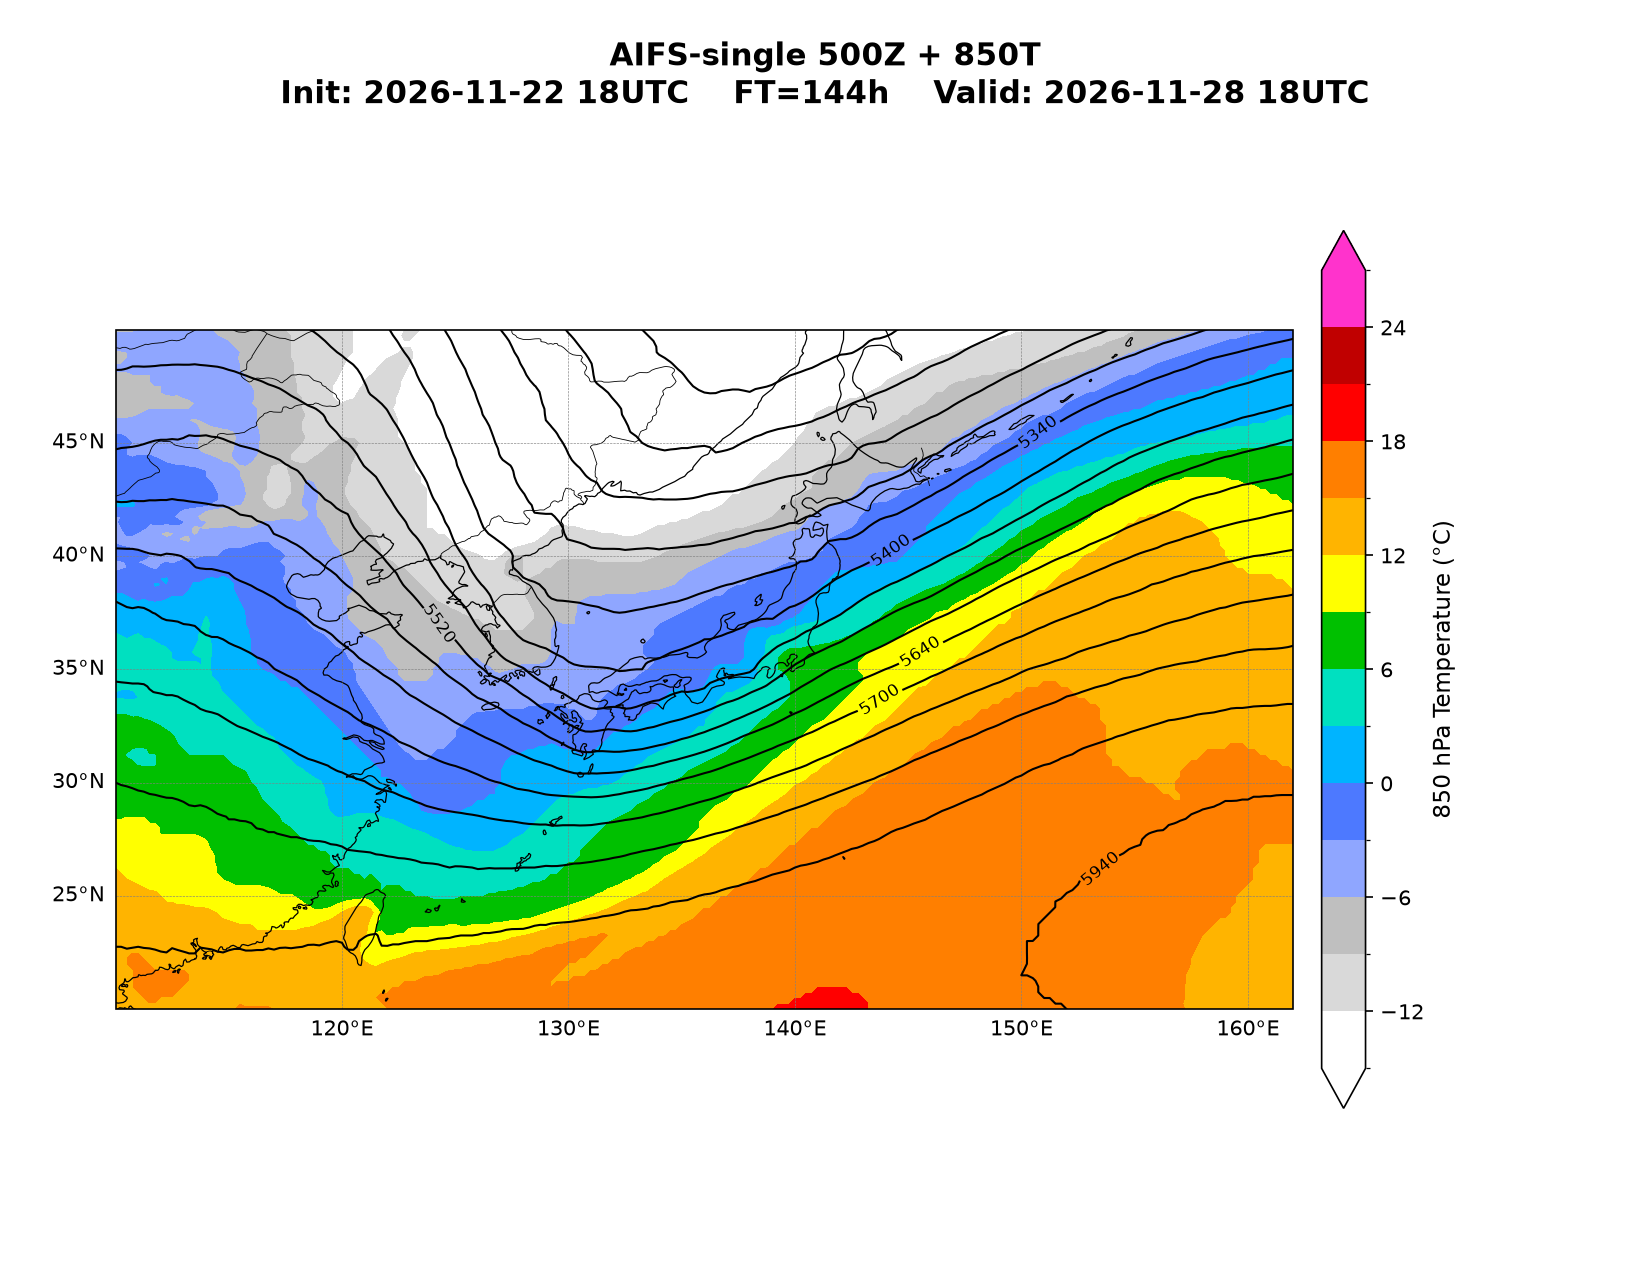 AIFS-single 500Z + 850T
Init: 2026-11-22 18UTC    FT=144h    Valid: 2026-11-28 18UTC
45°N
40°N
35°N
30°N
25°N
120°E
130°E
140°E
150°E
160°E
5340
5400
5520
5640
5700
5940
24
18
12
6
0
−6
−12
850 hPa Temperature (°C)